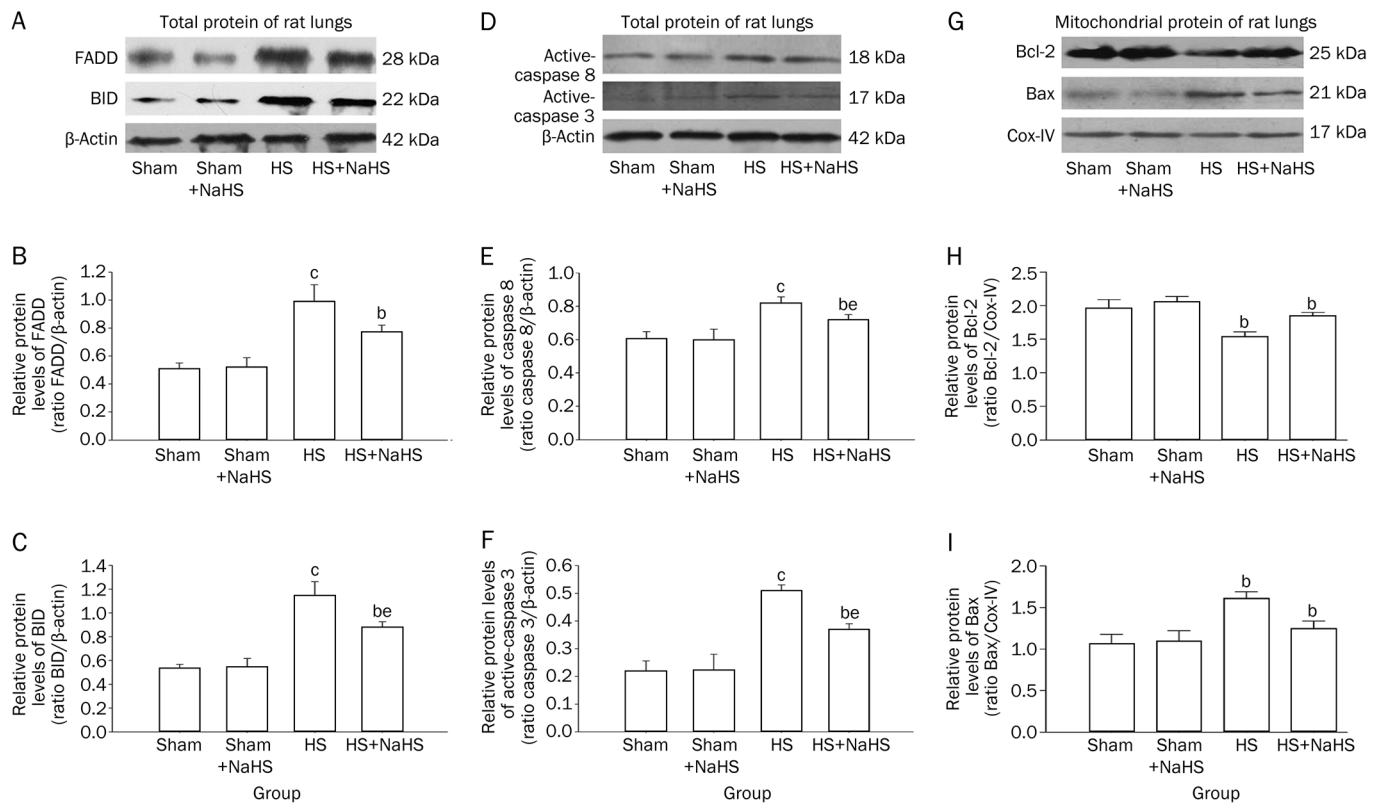 A
Total protein of rat lungs
FADD
28 kDa
BID
22 kDa
β-Actin
42 kDa
Sham
Sham
+NaHS
HS
HS+NaHS
D
Total protein of rat lungs
Active-
caspase 8
18 kDa
Active-
caspase 3
17 kDa
β-Actin
42 kDa
Sham
Sham
+NaHS
HS
HS+NaHS
G
Mitochondrial protein of rat lungs
Bcl-2
25 kDa
Bax
21 kDa
Cox-IV
17 kDa
Sham
Sham
+NaHS
HS
HS+NaHS
B
Relative protein
levels of FADD
(ratio FADD/β-actin)
1.2
1.0
0.8
0.6
0.4
0.2
0.0
c
b
Sham
Sham
+NaHS
HS
HS+NaHS
E
Relative protein
levels of caspase 8
(ratio caspase 8/β-actin)
1.0
0.8
0.6
0.4
0.2
0.0
c
be
Sham
Sham
+NaHS
HS
HS+NaHS
H
Relative protein
levels of Bcl-2
(ratio Bcl-2/Cox-IV)
2.5
2.0
1.5
1.0
0.5
0.0
b
b
Sham
Sham
+NaHS
HS
HS+NaHS
C
Relative protein
levels of BID
(ratio BID/β-actin)
1.4
1.2
1.0
0.8
0.6
0.4
0.2
0.0
c
be
Sham
Sham
+NaHS
HS
HS+NaHS
Group
F
Relative protein levels
of active-caspase 3
(ratio caspase 3/β-actin)
0.6
0.5
0.4
0.3
0.2
0.1
0.0
c
be
Sham
Sham
+NaHS
HS
HS+NaHS
Group
I
Relative protein
levels of Bax
(ratio Bax/Cox-IV)
2.0
1.5
1.0
0.5
0.0
b
b
Sham
Sham
+NaHS
HS
HS+NaHS
Group